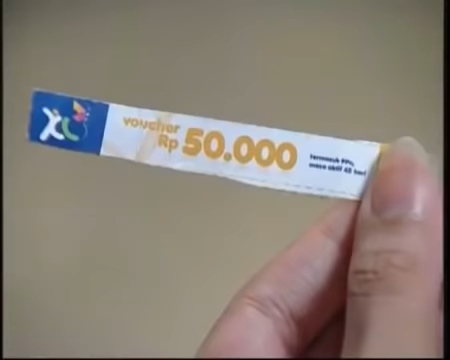 XL
voucher
Rp 50.000
termasuk PPN,
masa aktif 45 hari